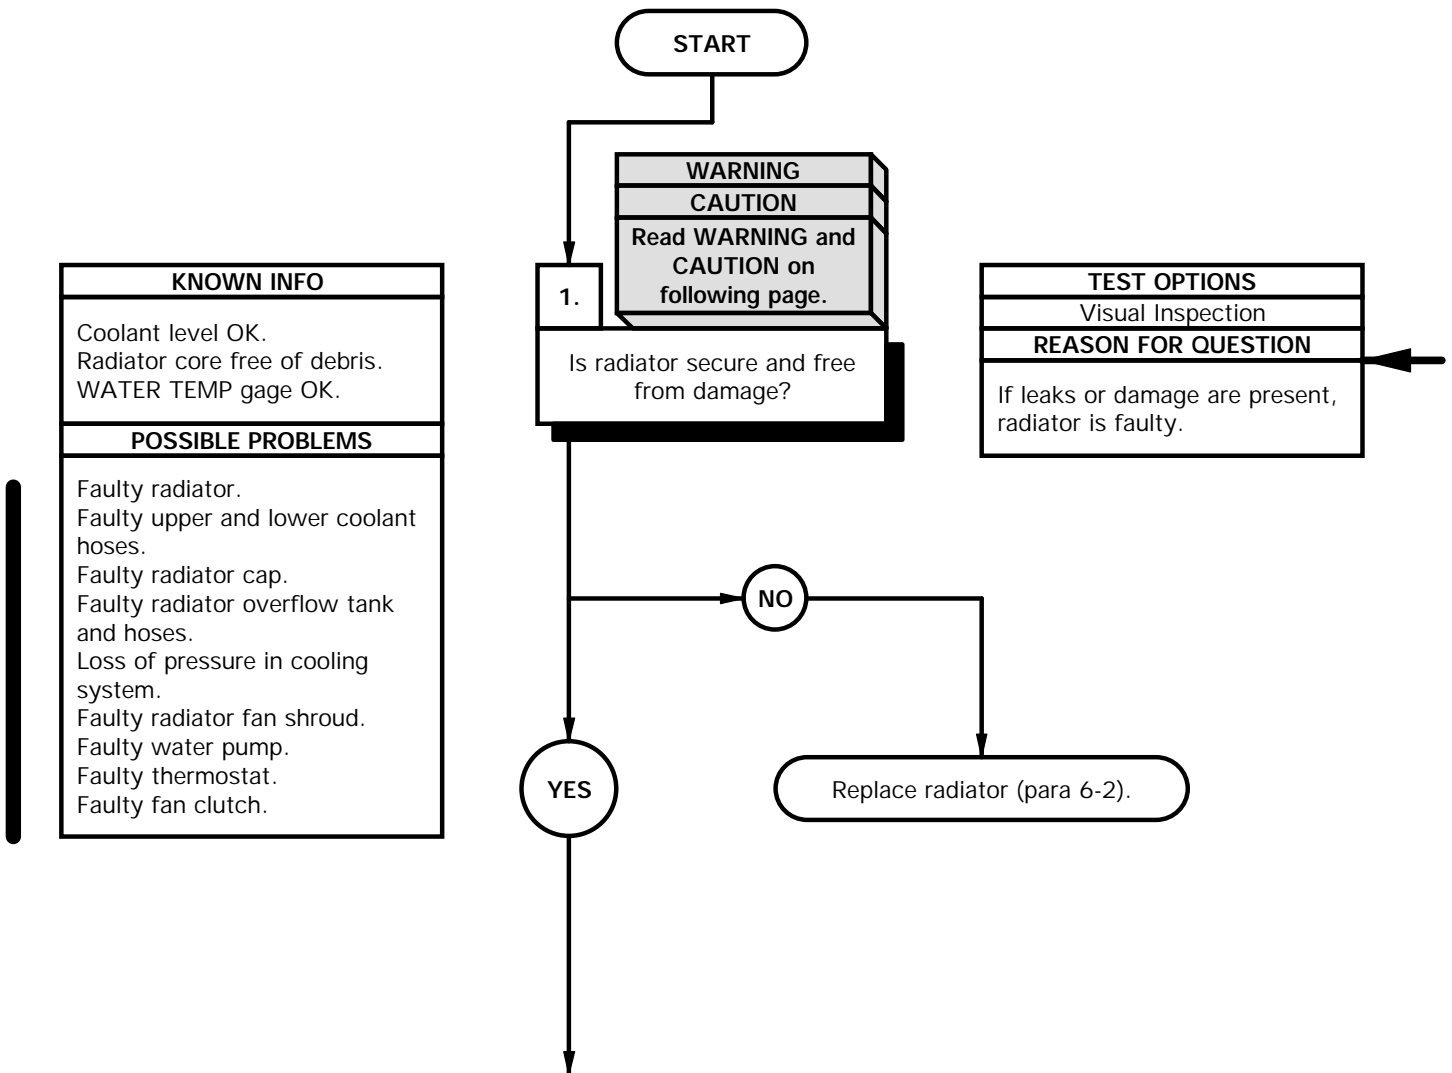 START
WARNING
CAUTION
Read WARNING and
CAUTION on
following page.
1.
Is radiator secure and free
from damage?
KNOWN INFO
Coolant level OK.
Radiator core free of debris.
WATER TEMP gage OK.
POSSIBLE PROBLEMS
Faulty radiator.
Faulty upper and lower coolant
hoses.
Faulty radiator cap.
Faulty radiator overflow tank
and hoses.
Loss of pressure in cooling
system.
Faulty radiator fan shroud.
Faulty water pump.
Faulty thermostat.
Faulty fan clutch.
TEST OPTIONS
Visual Inspection
REASON FOR QUESTION
If leaks or damage are present,
radiator is faulty.
NO
YES
Replace radiator (para 6-2).